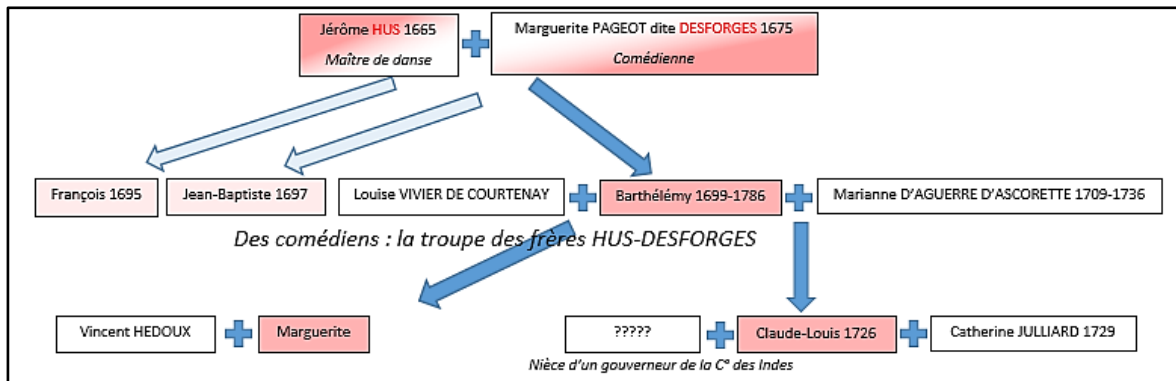 Jérôme HUS 1665
Maître de danse
Marguerite PAGEOT dite DESFORGES 1675
Comédienne
François 1695
Jean-Baptiste 1697
Louise VIVIER DE COURTENAY
Barthélémy 1699-1786
Marianne D’AGUERRE D’ASCORETTE 1709-1736
Des comédiens : la troupe des frères HUS-DESFORGES
Vincent HEDOUX
Marguerite
?????
Claude-Louis 1726
Catherine JULLIARD 1729
Nièce d’un gouverneur de la C° des Indes